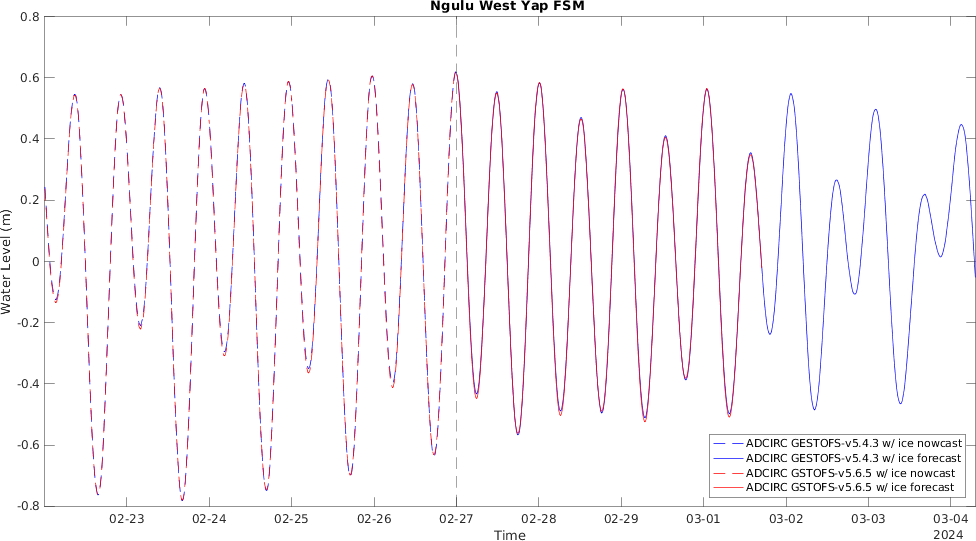 Ngulu West Yap FSM
0.8
0.6
0.4
0.2
0
-0.2
-0.4
-0.6
-0.8
Water Level (m)
ADCIRC GESTOFS-v5.4.3 w/ ice nowcast
ADCIRC GESTOFS-v5.4.3 w/ ice forecast
ADCIRC GSTOFS-v5.6.5 w/ ice nowcast
ADCIRC GSTOFS-v5.6.5 w/ ice forecast
02-23 02-24 02-25 02-26 02-27 02-28 02-29 03-01 03-02 03-03 03-04
2024
Time